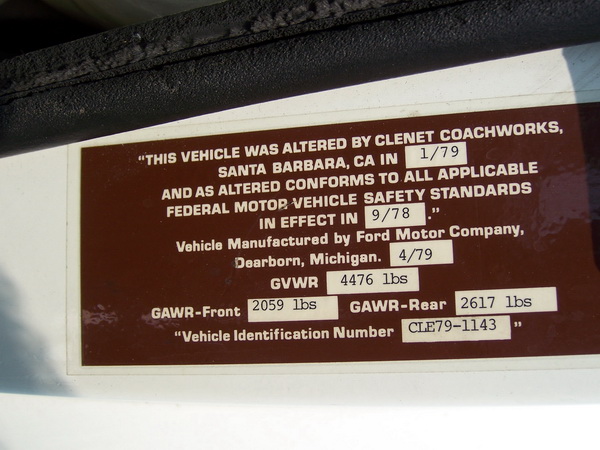 "THIS VEHICLE WAS ALTERED BY CLENET COACHWORKS,
SANTA BARBARA, CA IN 1/79
AND AS ALTERED CONFORMS TO ALL APPLICABLE
FEDERAL MOTOR VEHICLE SAFETY STANDARDS
IN EFFECT IN 9/78 ."
Vehicle Manufactured by Ford Motor Company,
Dearborn, Michigan. 4/79
GVWR 4476 lbs
GAWR-Front 2059 lbs GAWR-Rear 2617 lbs
"Vehicle Identification Number CLE79-1143 "